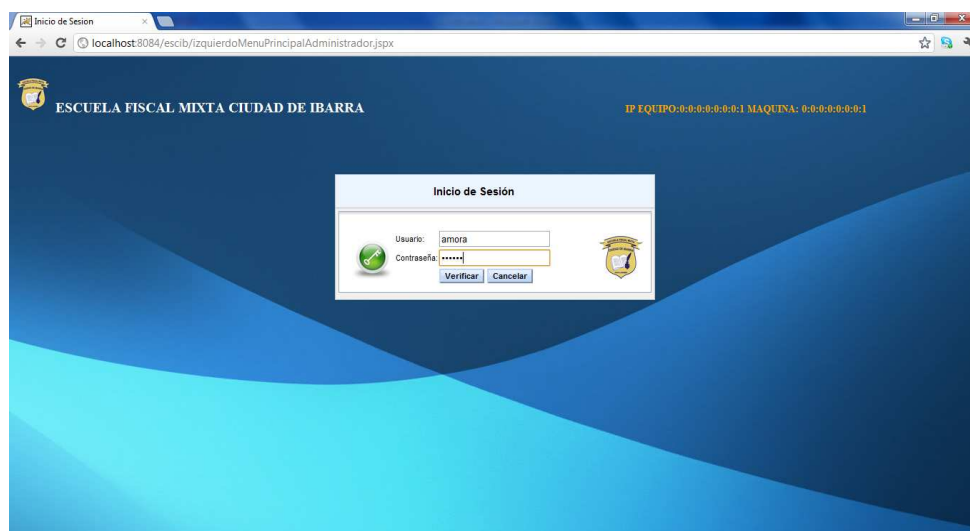 Inicio de Sesion
localhost:8084/escib/izquierdoMenuPrincipalAdministrador.jspx
ESCUELA FISCAL MIXTA CIUDAD DE IBARRA
IP EQUIPO:0:0:0:0:0:0:0:1 MAQUINA: 0:0:0:0:0:0:0:1
Inicio de Sesión
Usuario: amora
Contraseña: ••••••
Verificar Cancelar